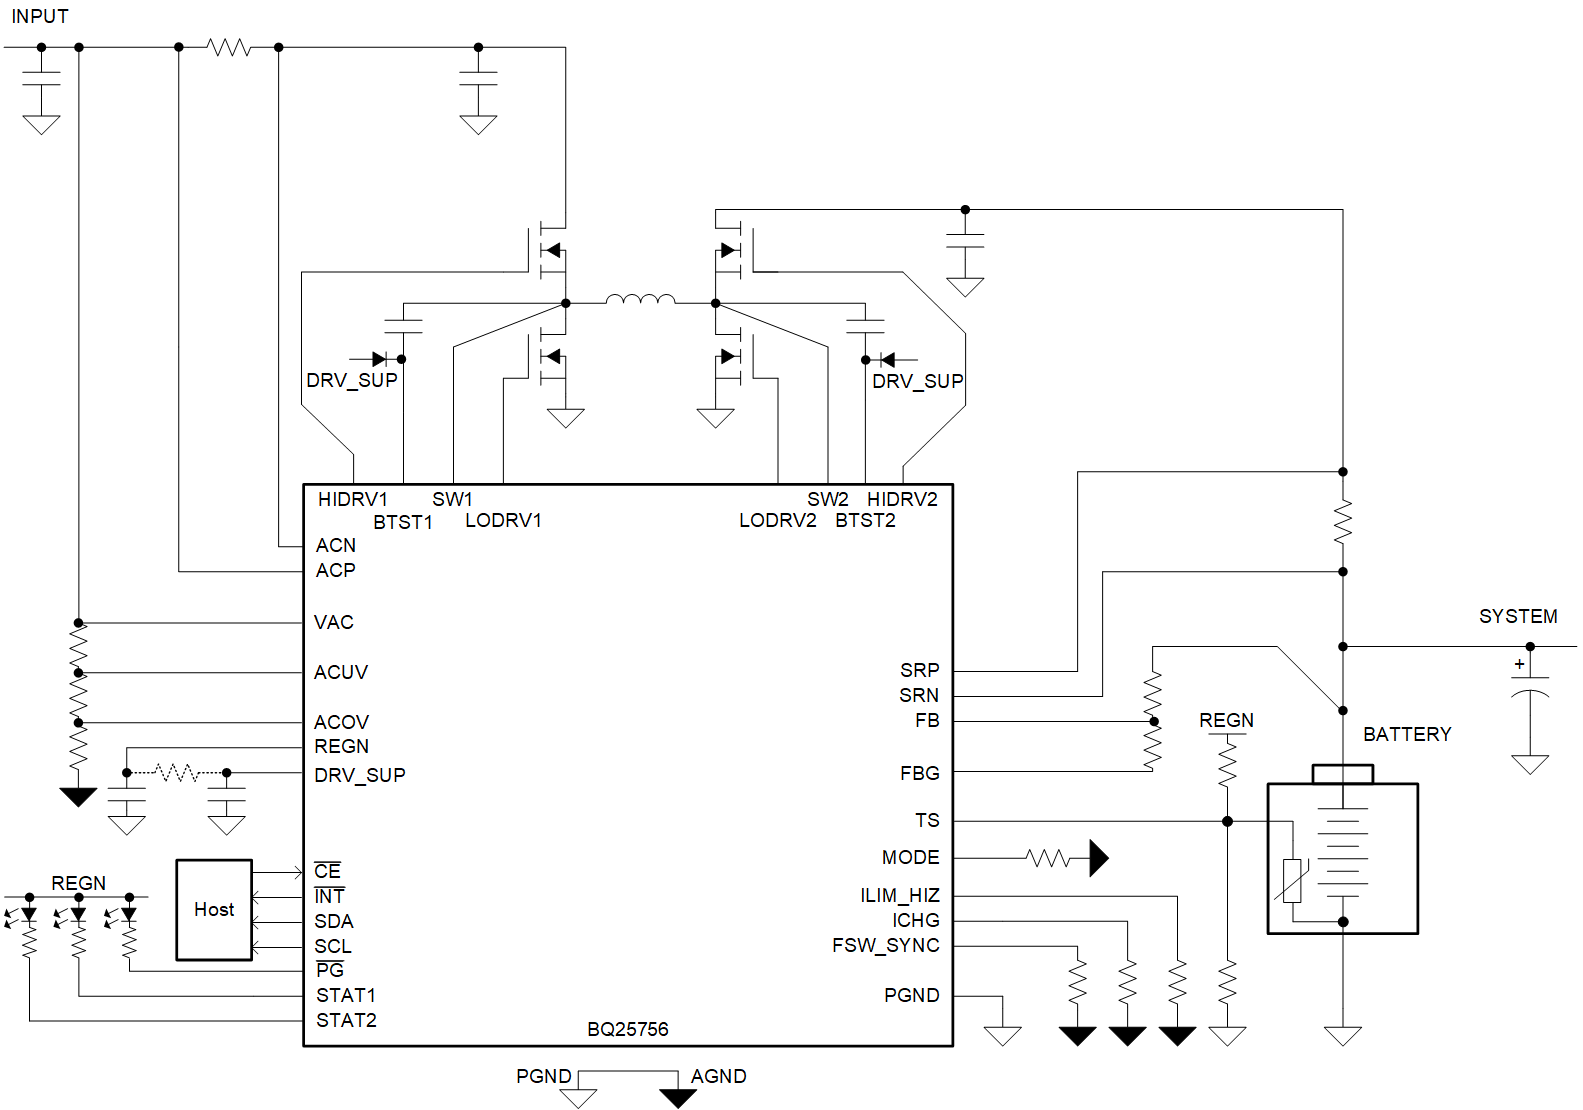 INPUT
DRV_SUP
DRV_SUP
HIDRV1
BTST1
SW1
LODRV1
LODRV2
SW2
BTST2
HIDRV2
ACN
ACP
VAC
ACUV
ACOV
REGN
DRV_SUP
CE
INT
SDA
SCL
PG
STAT1
STAT2
Host
REGN
SRP
SRN
FB
FBG
TS
MODE
ILIM_HIZ
ICHG
FSW_SYNC
PGND
BQ25756
REGN
SYSTEM
+
BATTERY
PGND
AGND